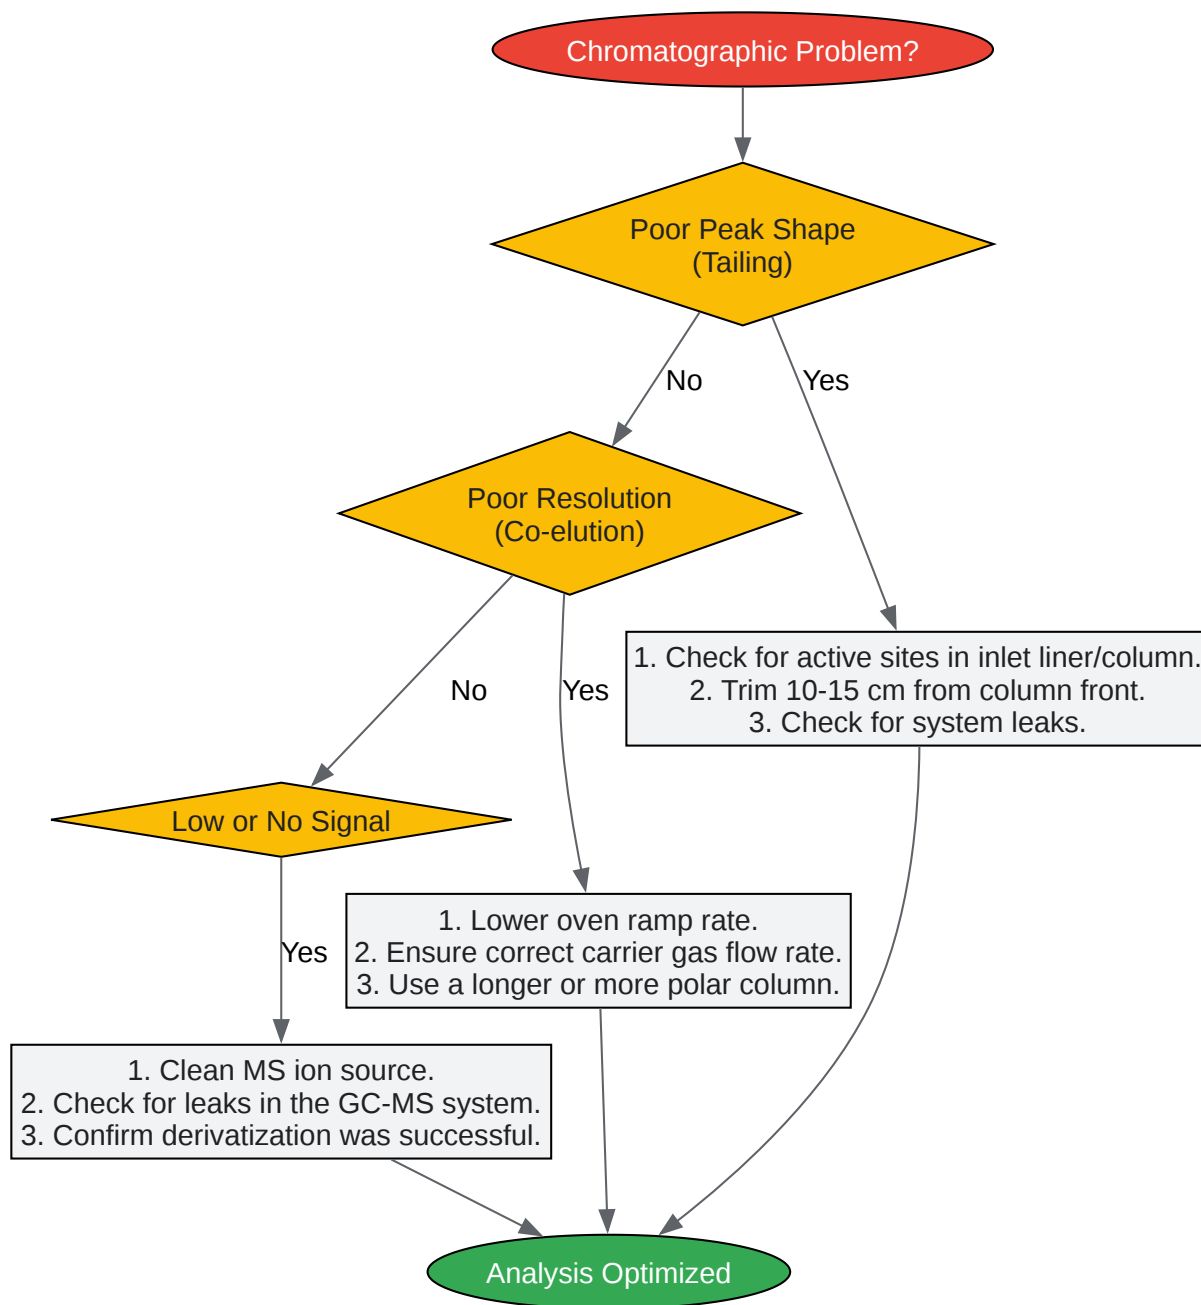 Chromatographic Problem?
Poor Peak Shape
(Tailing)
No
Yes
Poor Resolution
(Co-elution)
No
Yes
1. Check for active sites in inlet liner/column.
2. Trim 10-15 cm from column front.
3. Check for system leaks.
Low or No Signal
Yes
1. Lower oven ramp rate.
2. Ensure correct carrier gas flow rate.
3. Use a longer or more polar column.
1. Clean MS ion source.
2. Check for leaks in the GC-MS system.
3. Confirm derivatization was successful.
Analysis Optimized